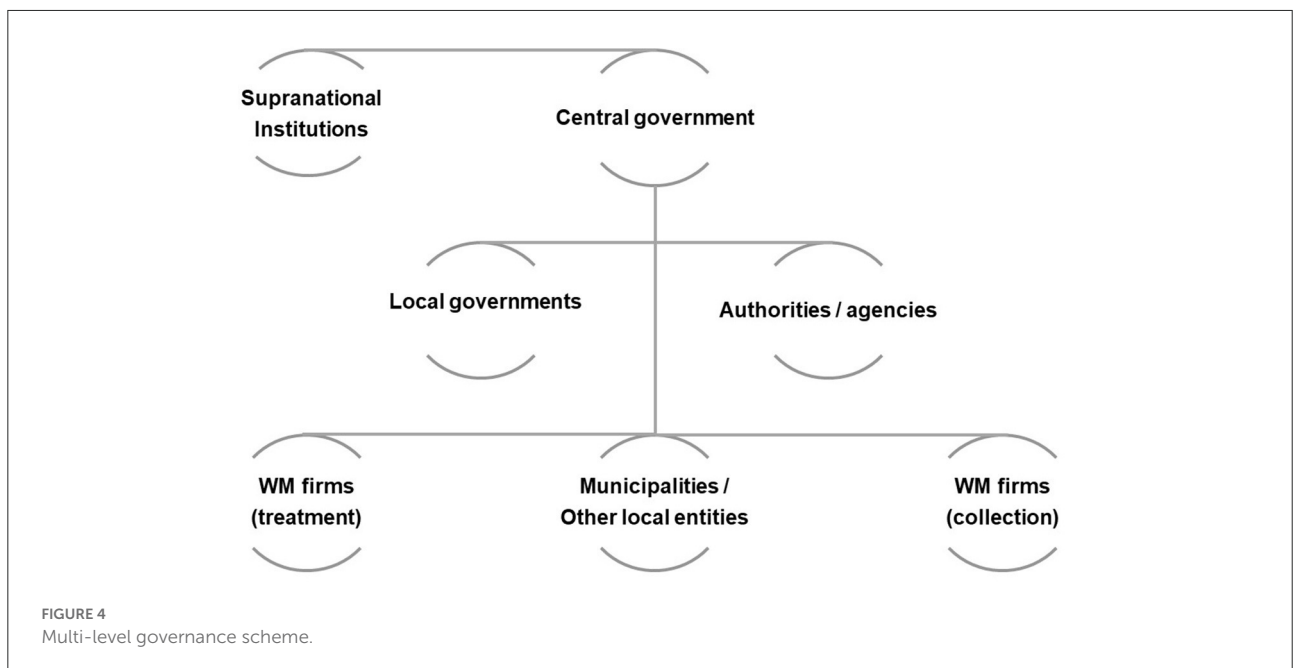 Supranational
Institutions
Central government
Local governments
Authorities / agencies
WM firms
(treatment)
Municipalities /
Other local entities
WM firms
(collection)
FIGURE 4
Multi-level governance scheme.